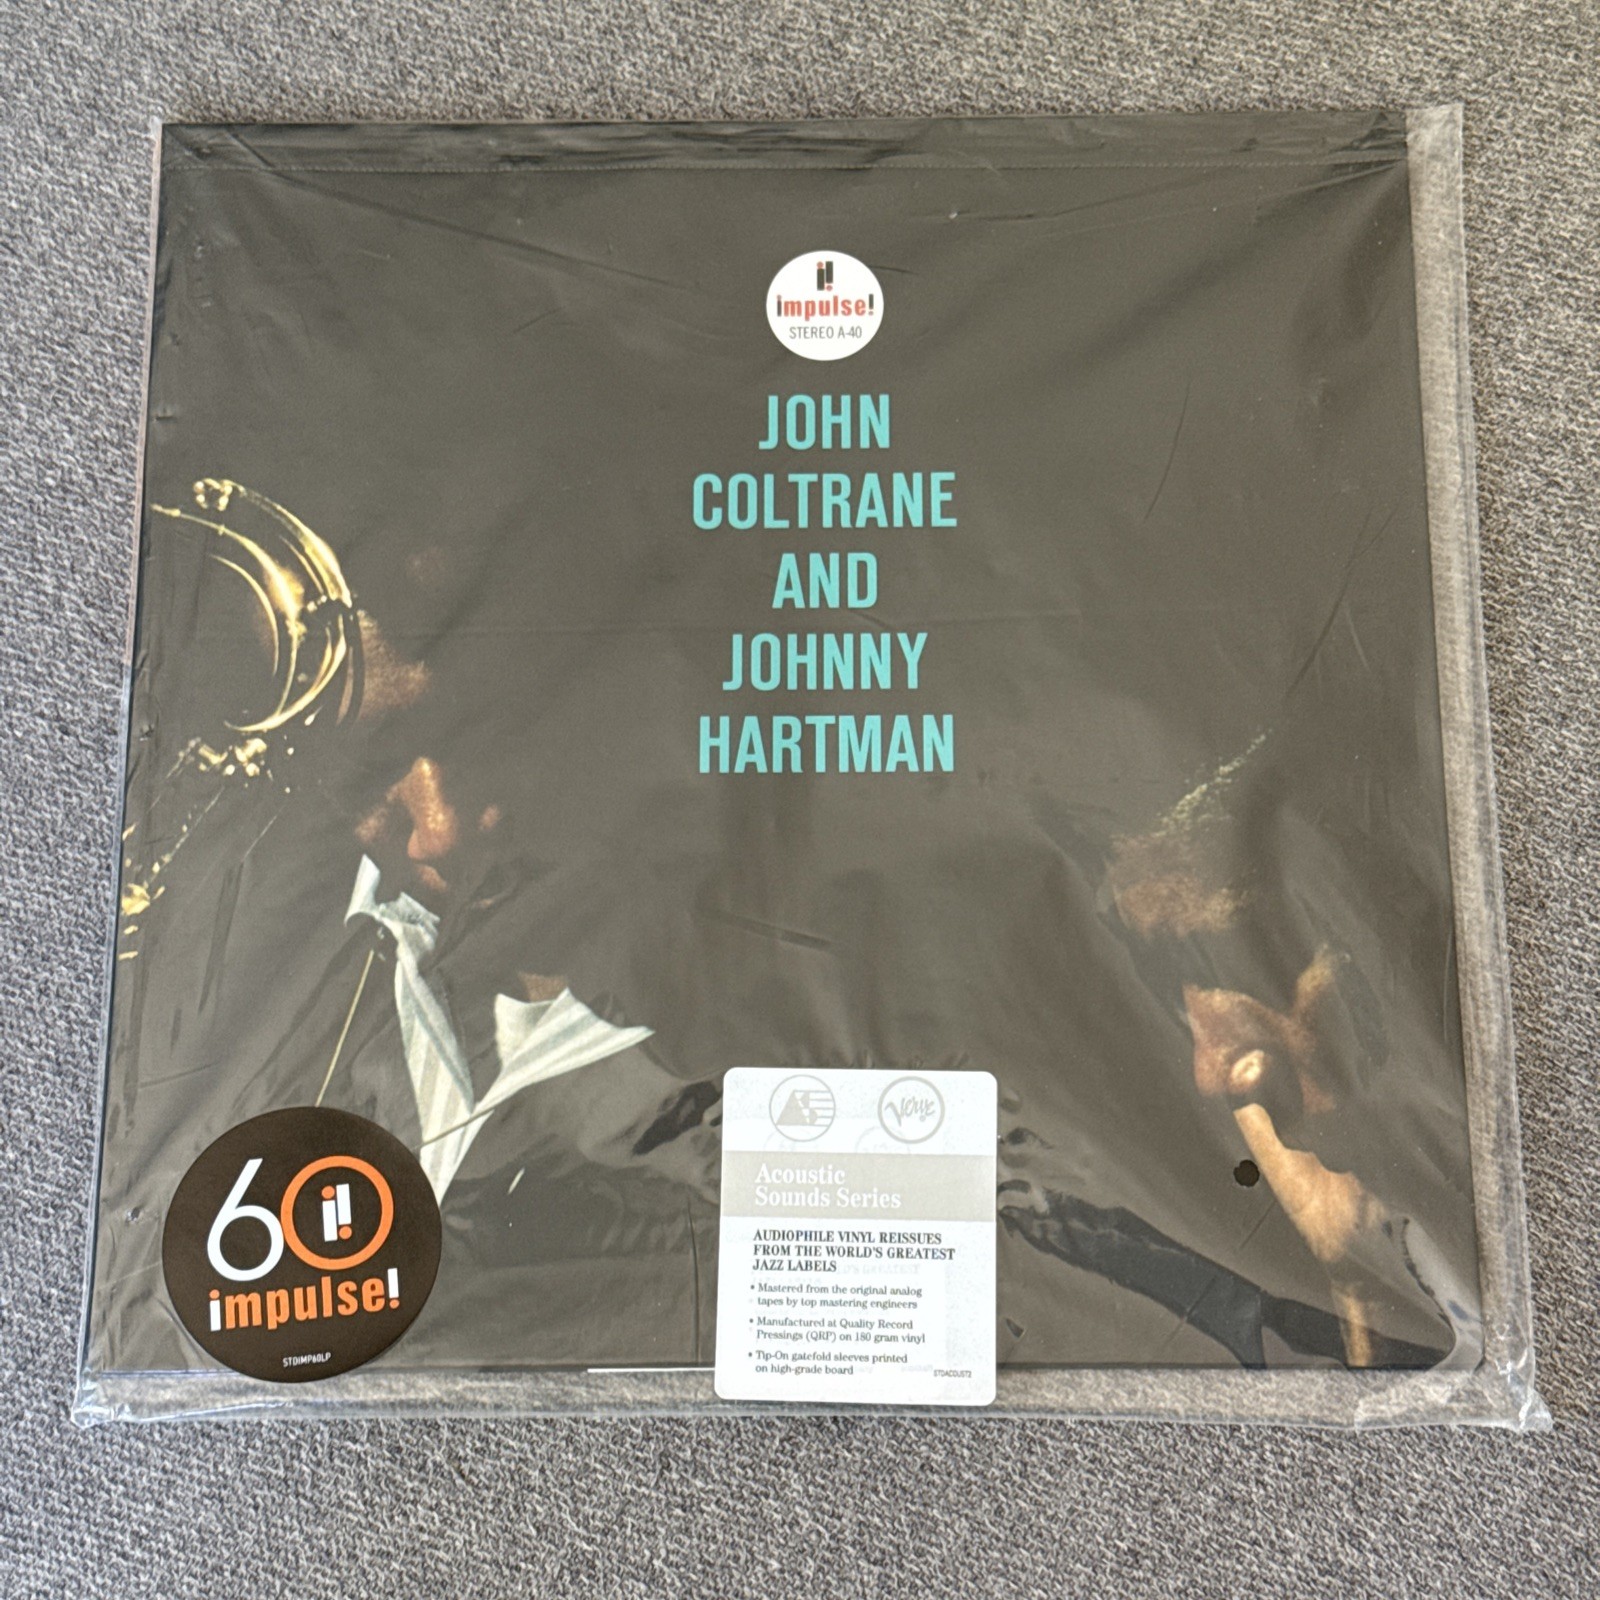 impulse!
STEREO A-40
JOHN
COLTRANE
AND
JOHNNY
HARTMAN
60
impulse!
STDIMP60LP
AS
Verve
Acoustic
Sounds Series
AUDIOPHILE VINYL REISSUES
FROM THE WORLD'S GREATEST
JAZZ LABELS
• Mastered from the original analog
tapes by top mastering engineers
• Manufactured at Quality Record
Pressings (QRP) on 180 gram vinyl
• Tip-On gatefold sleeves printed
on high-grade board